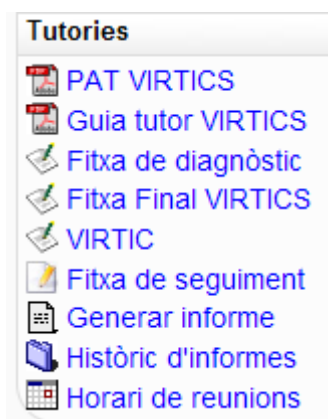 Tutories
PAT VIRTICS
Guia tutor VIRTICS
Fitxa de diagnòstic
Fitxa Final VIRTICS
VIRTIC
Fitxa de seguiment
Generar informe
Històric d'informes
Horari de reunions